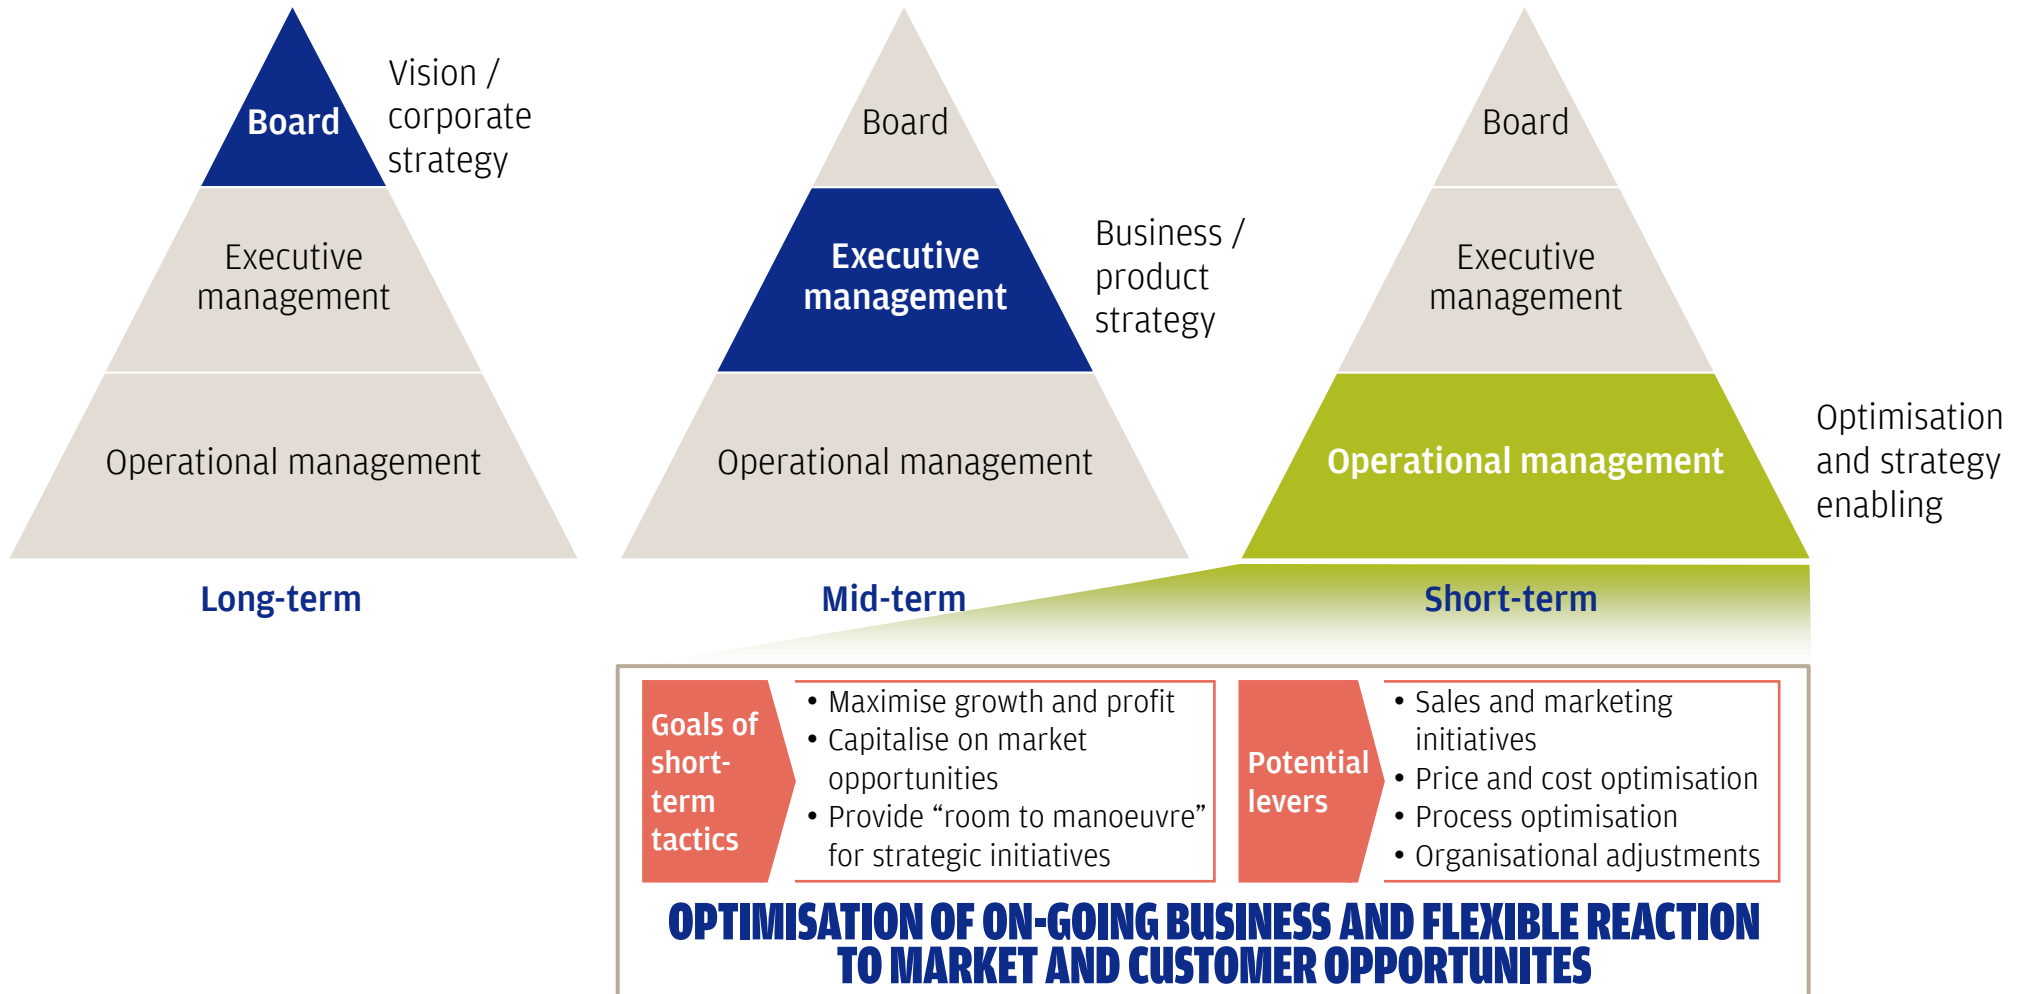 Board
Vision /
corporate
strategy
Executive
management
Operational management
Long-term
Board
Executive
management
Business /
product
strategy
Operational management
Mid-term
Board
Executive
management
Operational management
Optimisation
and strategy
enabling
Short-term
Goals of
short-
term
tactics
• Maximise growth and profit
• Capitalise on market
opportunities
• Provide “room to manoeuvre”
for strategic initiatives
Potential
levers
• Sales and marketing
initiatives
• Price and cost optimisation
• Process optimisation
• Organisational adjustments
OPTIMISATION OF ON-GOING BUSINESS AND FLEXIBLE REACTION
TO MARKET AND CUSTOMER OPPORTUNITES